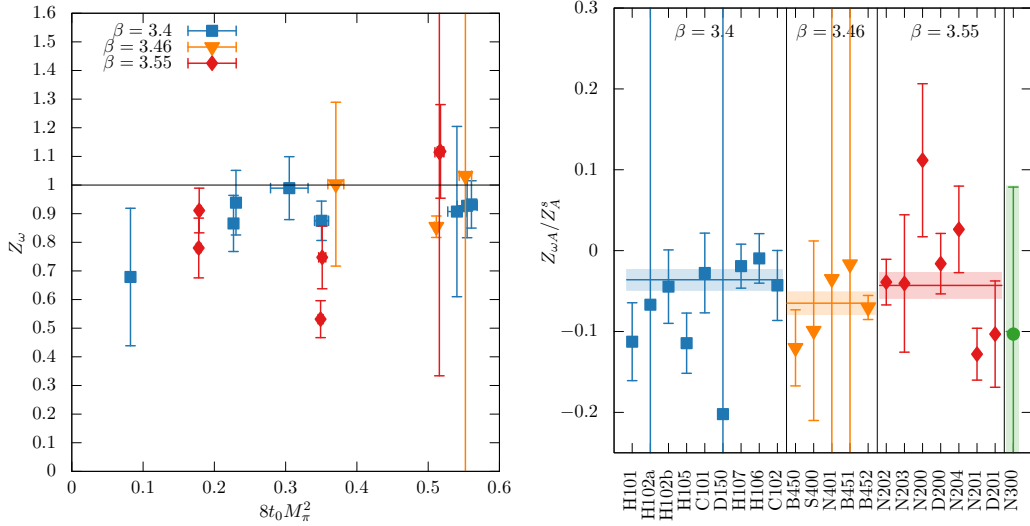 β = 3.4
β = 3.46
β = 3.55
Z_ω
1.6
1.5
1.4
1.3
1.2
1.1
1
0.9
0.8
0.7
0.6
0.5
0.4
0.3
0.2
0.1
0
0 0.1 0.2 0.3 0.4 0.5 0.6
8t₀M_π²
β = 3.4 β = 3.46 β = 3.55
Z_{ωA}/Z_A^s
0.3
0.2
0.1
0
−0.1
−0.2
H101
H102a
H102b
H105
C101
D150
H107
H106
C102
B450
S400
N401
B451
B452
N202
N203
N200
D200
N204
N201
D201
N300